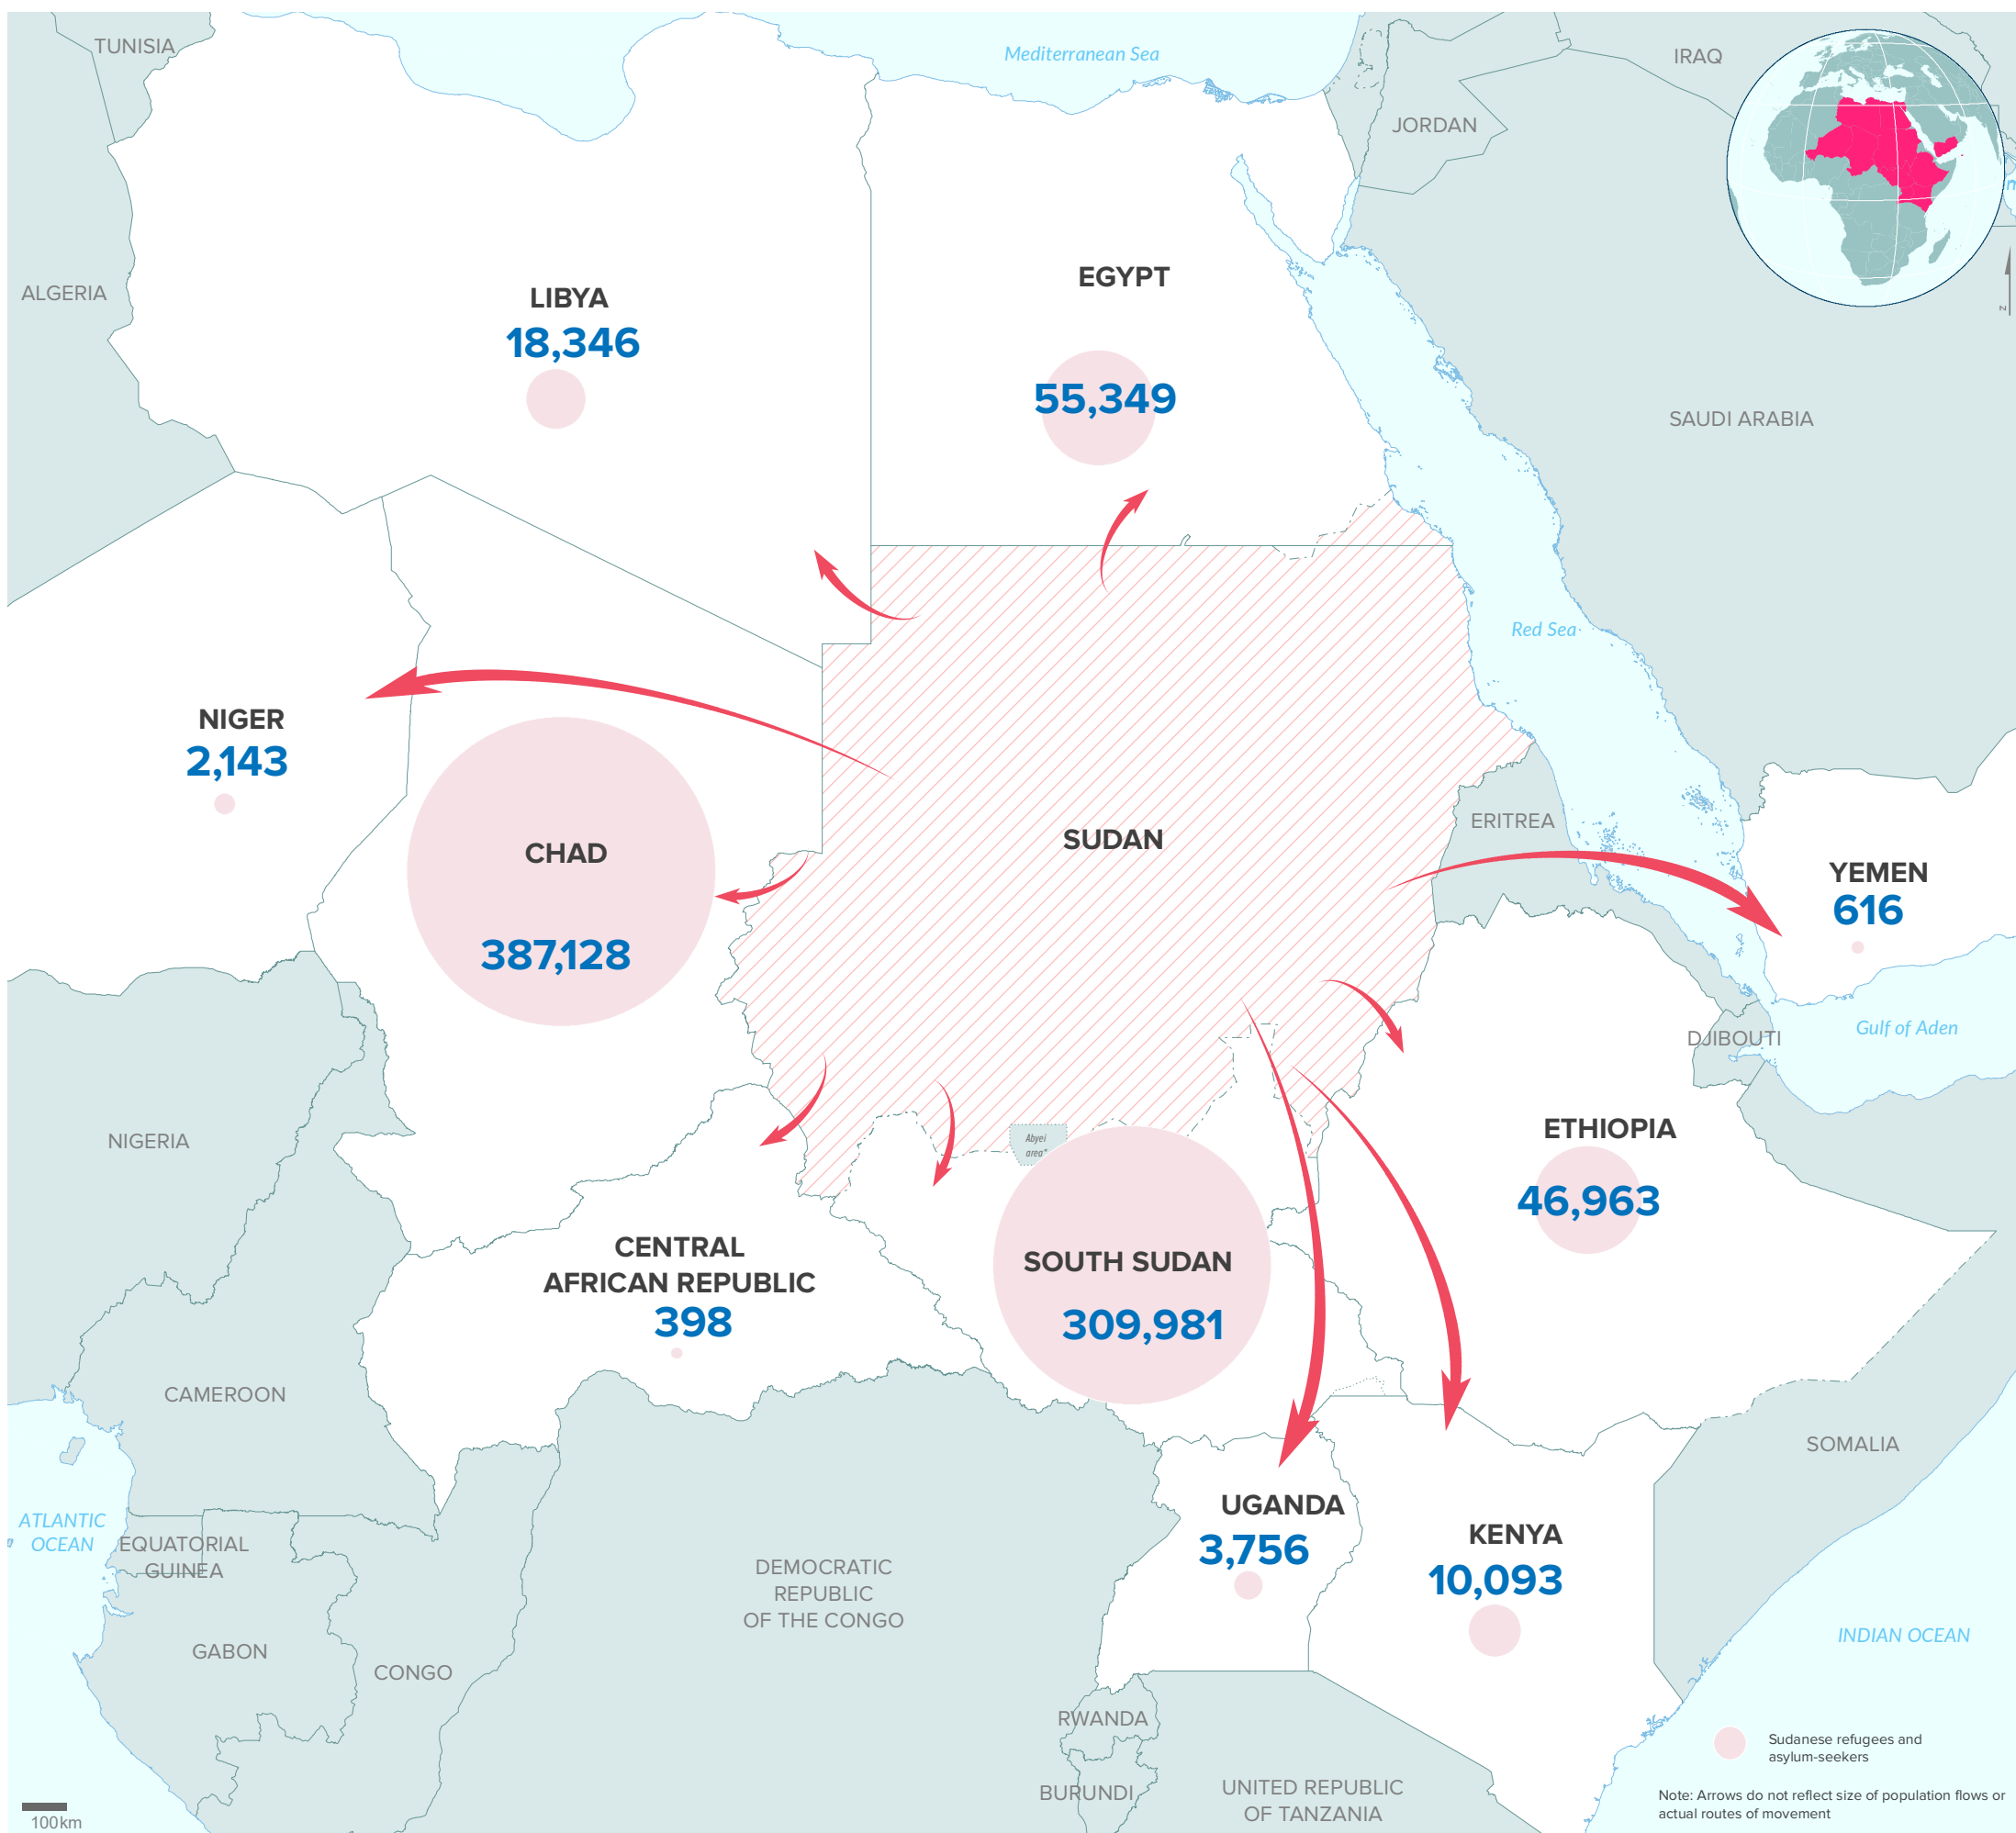 TUNISIA
Mediterranean Sea
IRAQ
JORDAN
ALGERIA
LIBYA
18,346
EGYPT
55,349
SAUDI ARABIA
Red Sea
NIGER
2,143
CHAD
387,128
SUDAN
ERITREA
YEMEN
616
Gulf of Aden
DJIBOUTI
NIGERIA
Abyei
area*
ETHIOPIA
46,963
CENTRAL
AFRICAN REPUBLIC
398
SOUTH SUDAN
309,981
CAMEROON
SOMALIA
ATLANTIC
OCEAN
EQUATORIAL
GUINEA
UGANDA
3,756
KENYA
10,093
DEMOCRATIC
REPUBLIC
OF THE CONGO
GABON
CONGO
INDIAN OCEAN
RWANDA
BURUNDI
UNITED REPUBLIC
OF TANZANIA
Sudanese refugees and
asylum-seekers
Note: Arrows do not reflect size of population flows or
actual routes of movement
100km